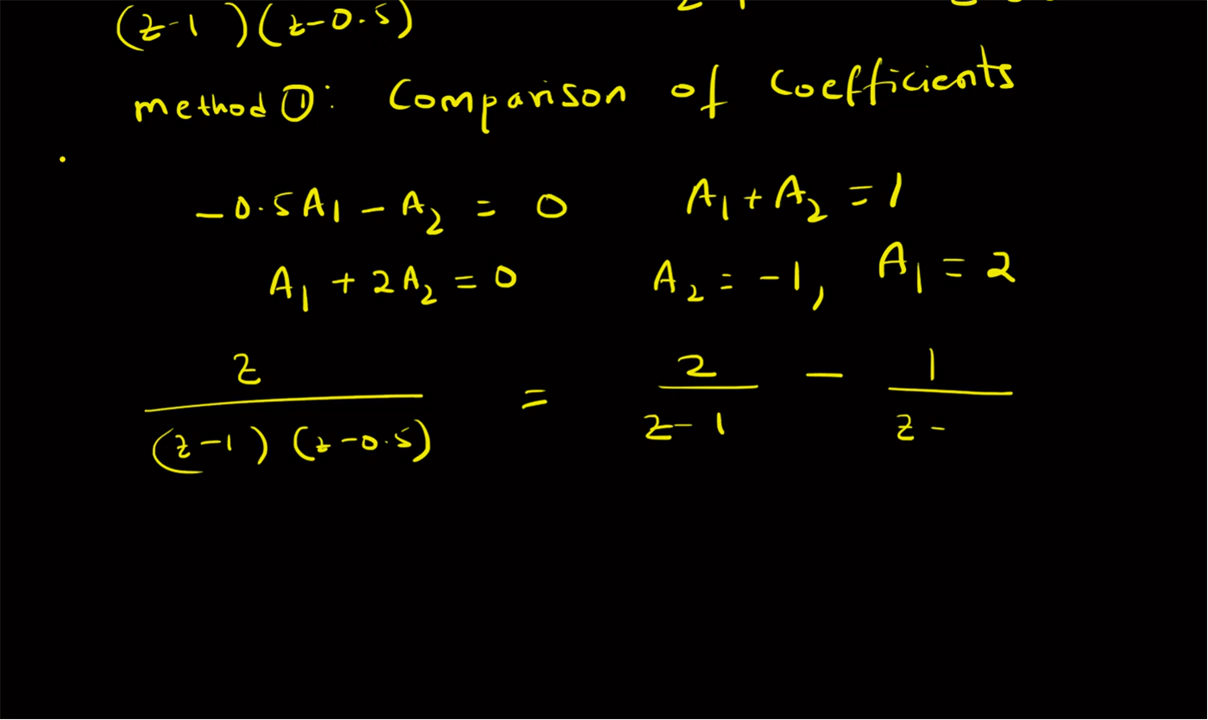 (z-1)(z-0.5)
method ①: Comparison of Coefficients
-0.5A₁ - A₂ = 0    A₁ + A₂ = 1
A₁ + 2A₂ = 0    A₂ = -1, A₁ = 2
z/((z-1)(z-0.5)) = 2/(z-1) - 1/(z-